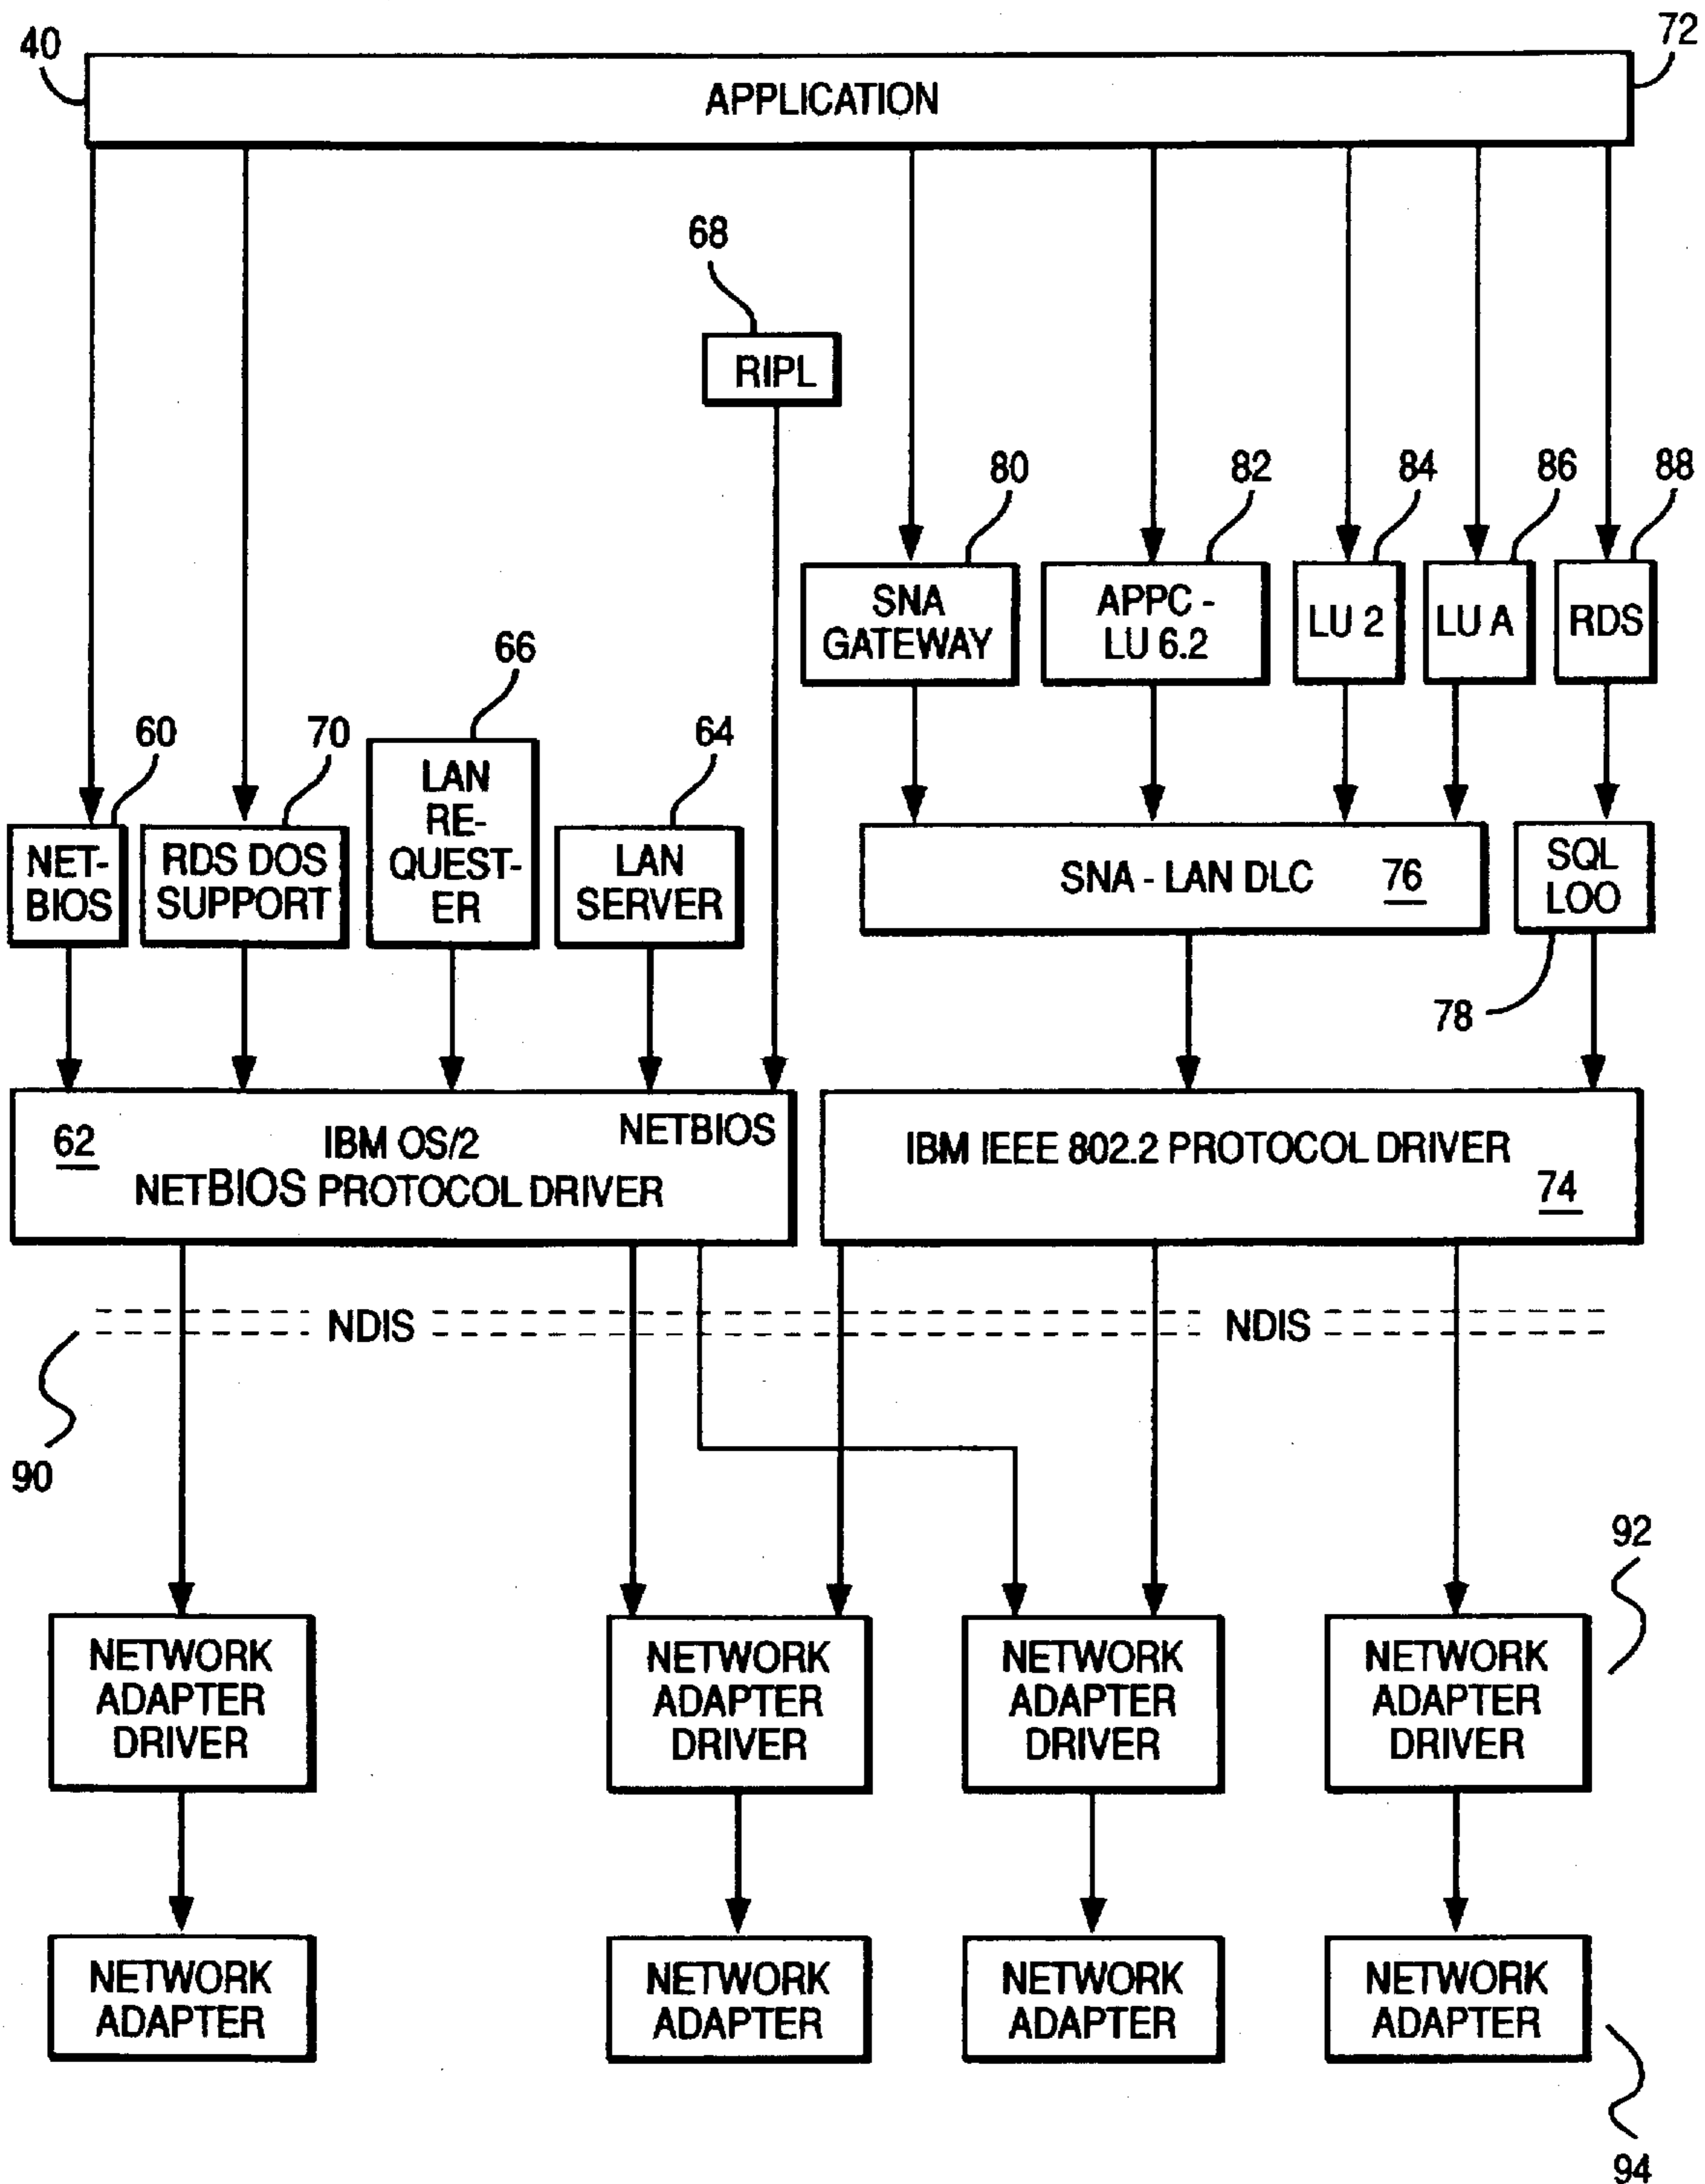 40
72
APPLICATION
68
RIPL
80
82
84
86
88
SNA
GATEWAY
APPC -
LU 6.2
LU 2
LU A
RDS
66
60
70
64
NET-
BIOS
RDS DOS
SUPPORT
LAN
RE-
QUEST-
ER
LAN
SERVER
SNA - LAN DLC
76
SQL
LOO
78
62
IBM OS/2
NETBIOS
NETBIOS PROTOCOL DRIVER
IBM IEEE 802.2 PROTOCOL DRIVER
74
NDIS
NDIS
90
92
NETWORK
ADAPTER
DRIVER
NETWORK
ADAPTER
DRIVER
NETWORK
ADAPTER
DRIVER
NETWORK
ADAPTER
DRIVER
NETWORK
ADAPTER
NETWORK
ADAPTER
NETWORK
ADAPTER
NETWORK
ADAPTER
94